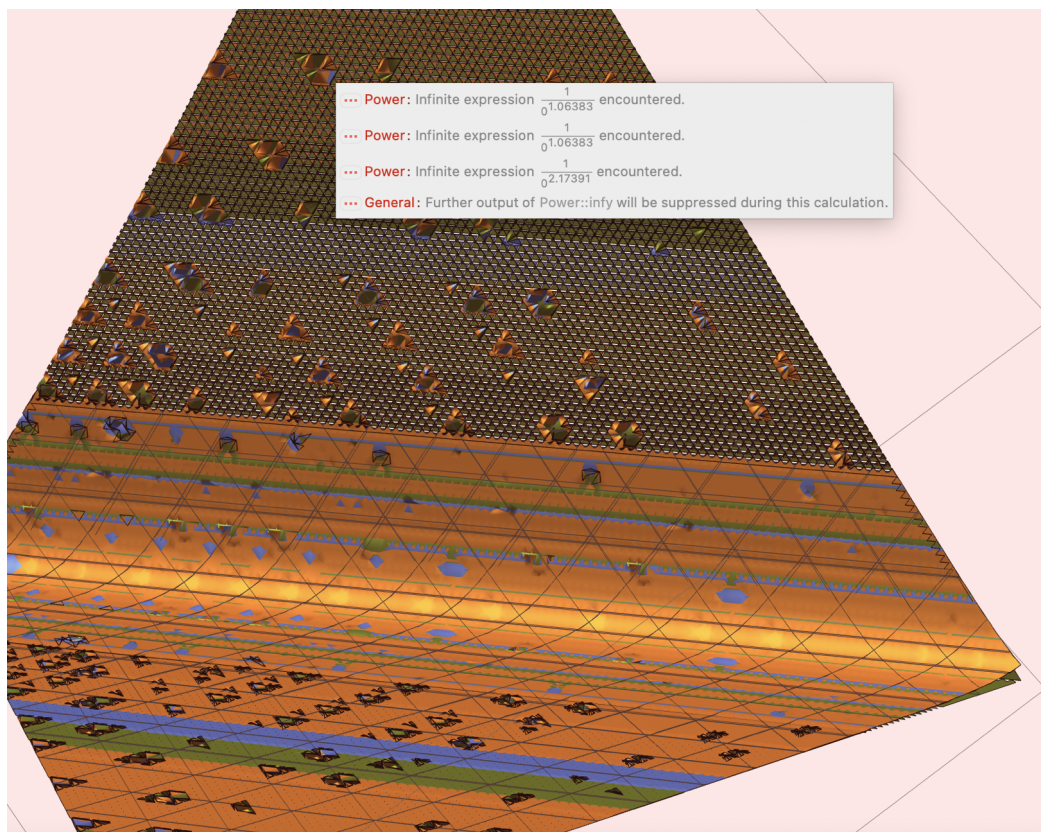 ••• Power: Infinite expression 1/0^1.06383 encountered.
••• Power: Infinite expression 1/0^1.06383 encountered.
••• Power: Infinite expression 1/0^2.17391 encountered.
••• General: Further output of Power::infy will be suppressed during this calculation.